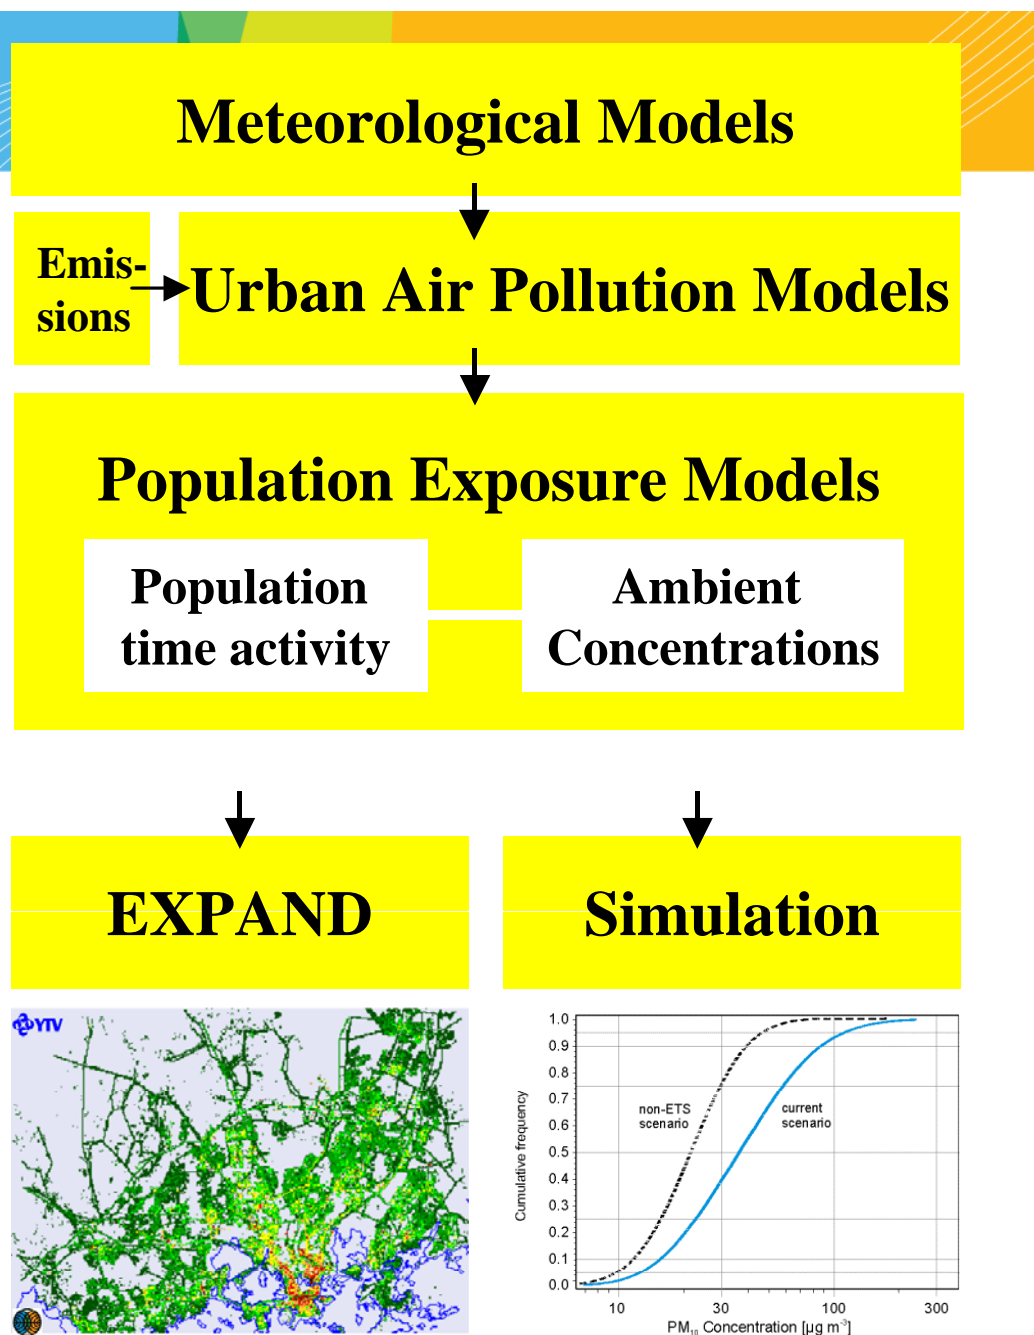 Meteorological Models
Emis-
sions
Urban Air Pollution Models
Population Exposure Models
Population
time activity
Ambient
Concentrations
EXPAND
Simulation
YTV
1.0
0.9
0.8
0.7
0.6
0.5
0.4
0.3
0.2
0.1
0.0
Cumulative frequency
non-ETS
scenario
current
scenario
10
30
100
300
PM₁₀ Concentration [µg m⁻³]